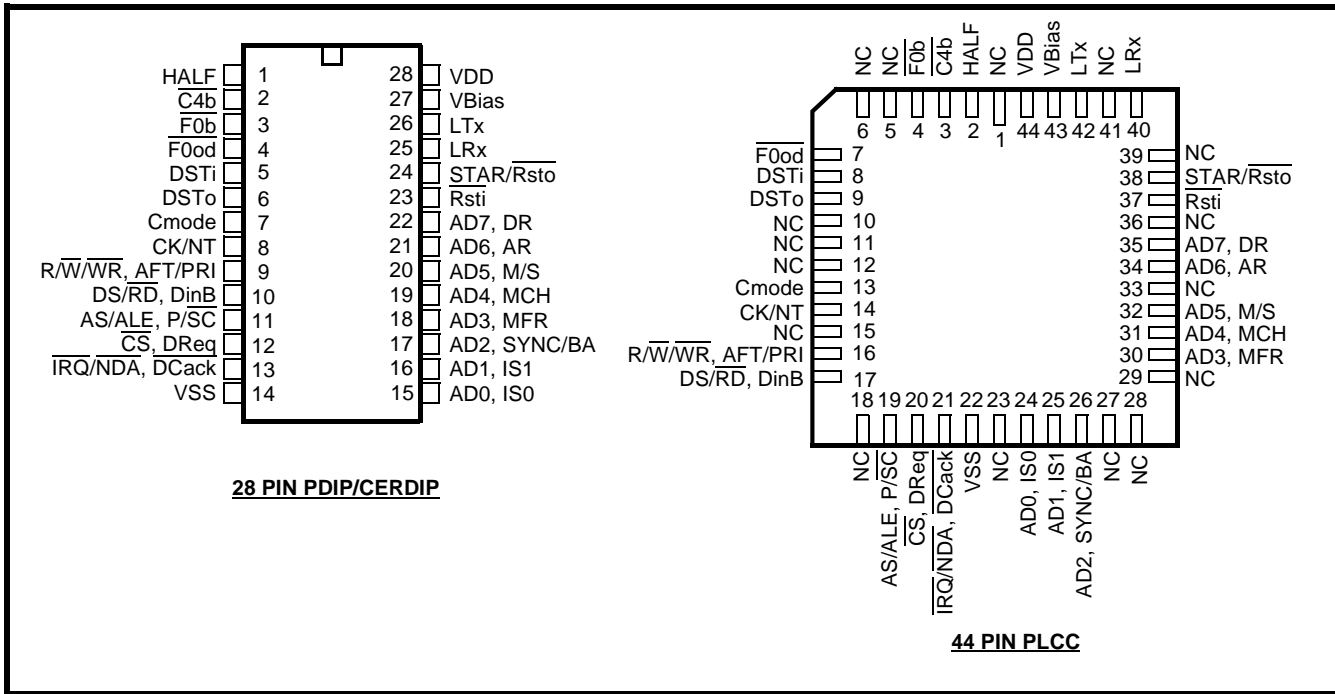 HALF 1
C4b 2
F0b 3
F0od 4
DSTi 5
DSTo 6
Cmode 7
CK/NT 8
R/W/WR, AFT/PRI 9
DS/RD, DinB 10
AS/ALE, P/SC 11
CS, DReq 12
IRQ/NDA, DCack 13
VSS 14
28 VDD
27 VBias
26 LTx
25 LRx
24 STAR/Rsto
23 Rsti
22 AD7, DR
21 AD6, AR
20 AD5, M/S
19 AD4, MCH
18 AD3, MFR
17 AD2, SYNC/BA
16 AD1, IS1
15 AD0, IS0
28 PIN PDIP/CERDIP
NC NC F0b C4b HALF NC VDD VBias LTx NC LRx
6 5 4 3 2 1 44 43 42 41 40
F0od 7
DSTi 8
DSTo 9
NC 10
NC 11
NC 12
Cmode 13
CK/NT 14
NC 15
R/W/WR, AFT/PRI 16
DS/RD, DinB 17
39 NC
38 STAR/Rsto
37 Rsti
36 NC
35 AD7, DR
34 AD6, AR
33 NC
32 AD5, M/S
31 AD4, MCH
30 AD3, MFR
29 NC
18 19 20 21 22 23 24 25 26 27 28
NC
AS/ALE, P/SC
CS, DReq
IRQ/NDA, DCack
VSS
NC
AD0, IS0
AD1, IS1
AD2, SYNC/BA
NC
NC
44 PIN PLCC